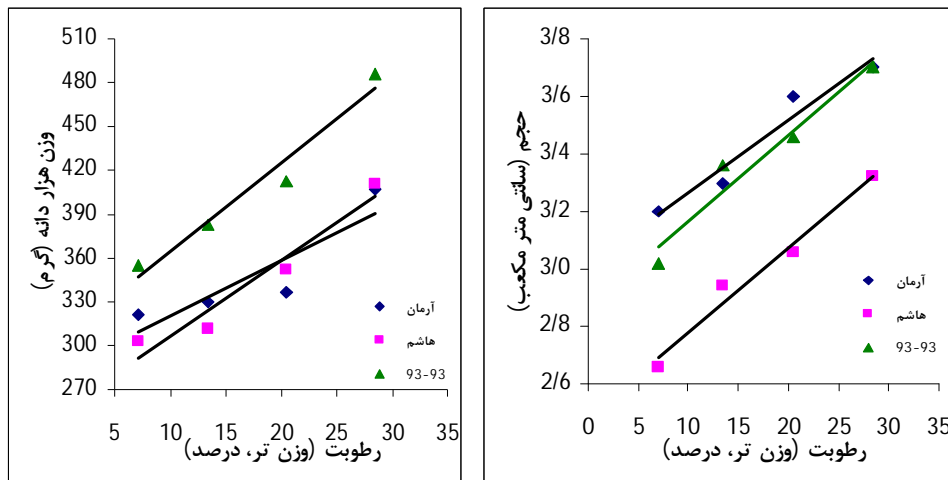 وزن هزار دانه (گرم)
510
480
450
420
390
360
330
300
270
آرمان
هاشم
93-93
5 10 15 20 25 30 35
رطوبت (وزن تر، درصد)
حجم (سانتی متر مکعب)
3/8
3/6
3/4
3/2
3/0
2/8
2/6
آرمان
هاشم
93-93
0 5 10 15 20 25 30 35
رطوبت (وزن تر، درصد)